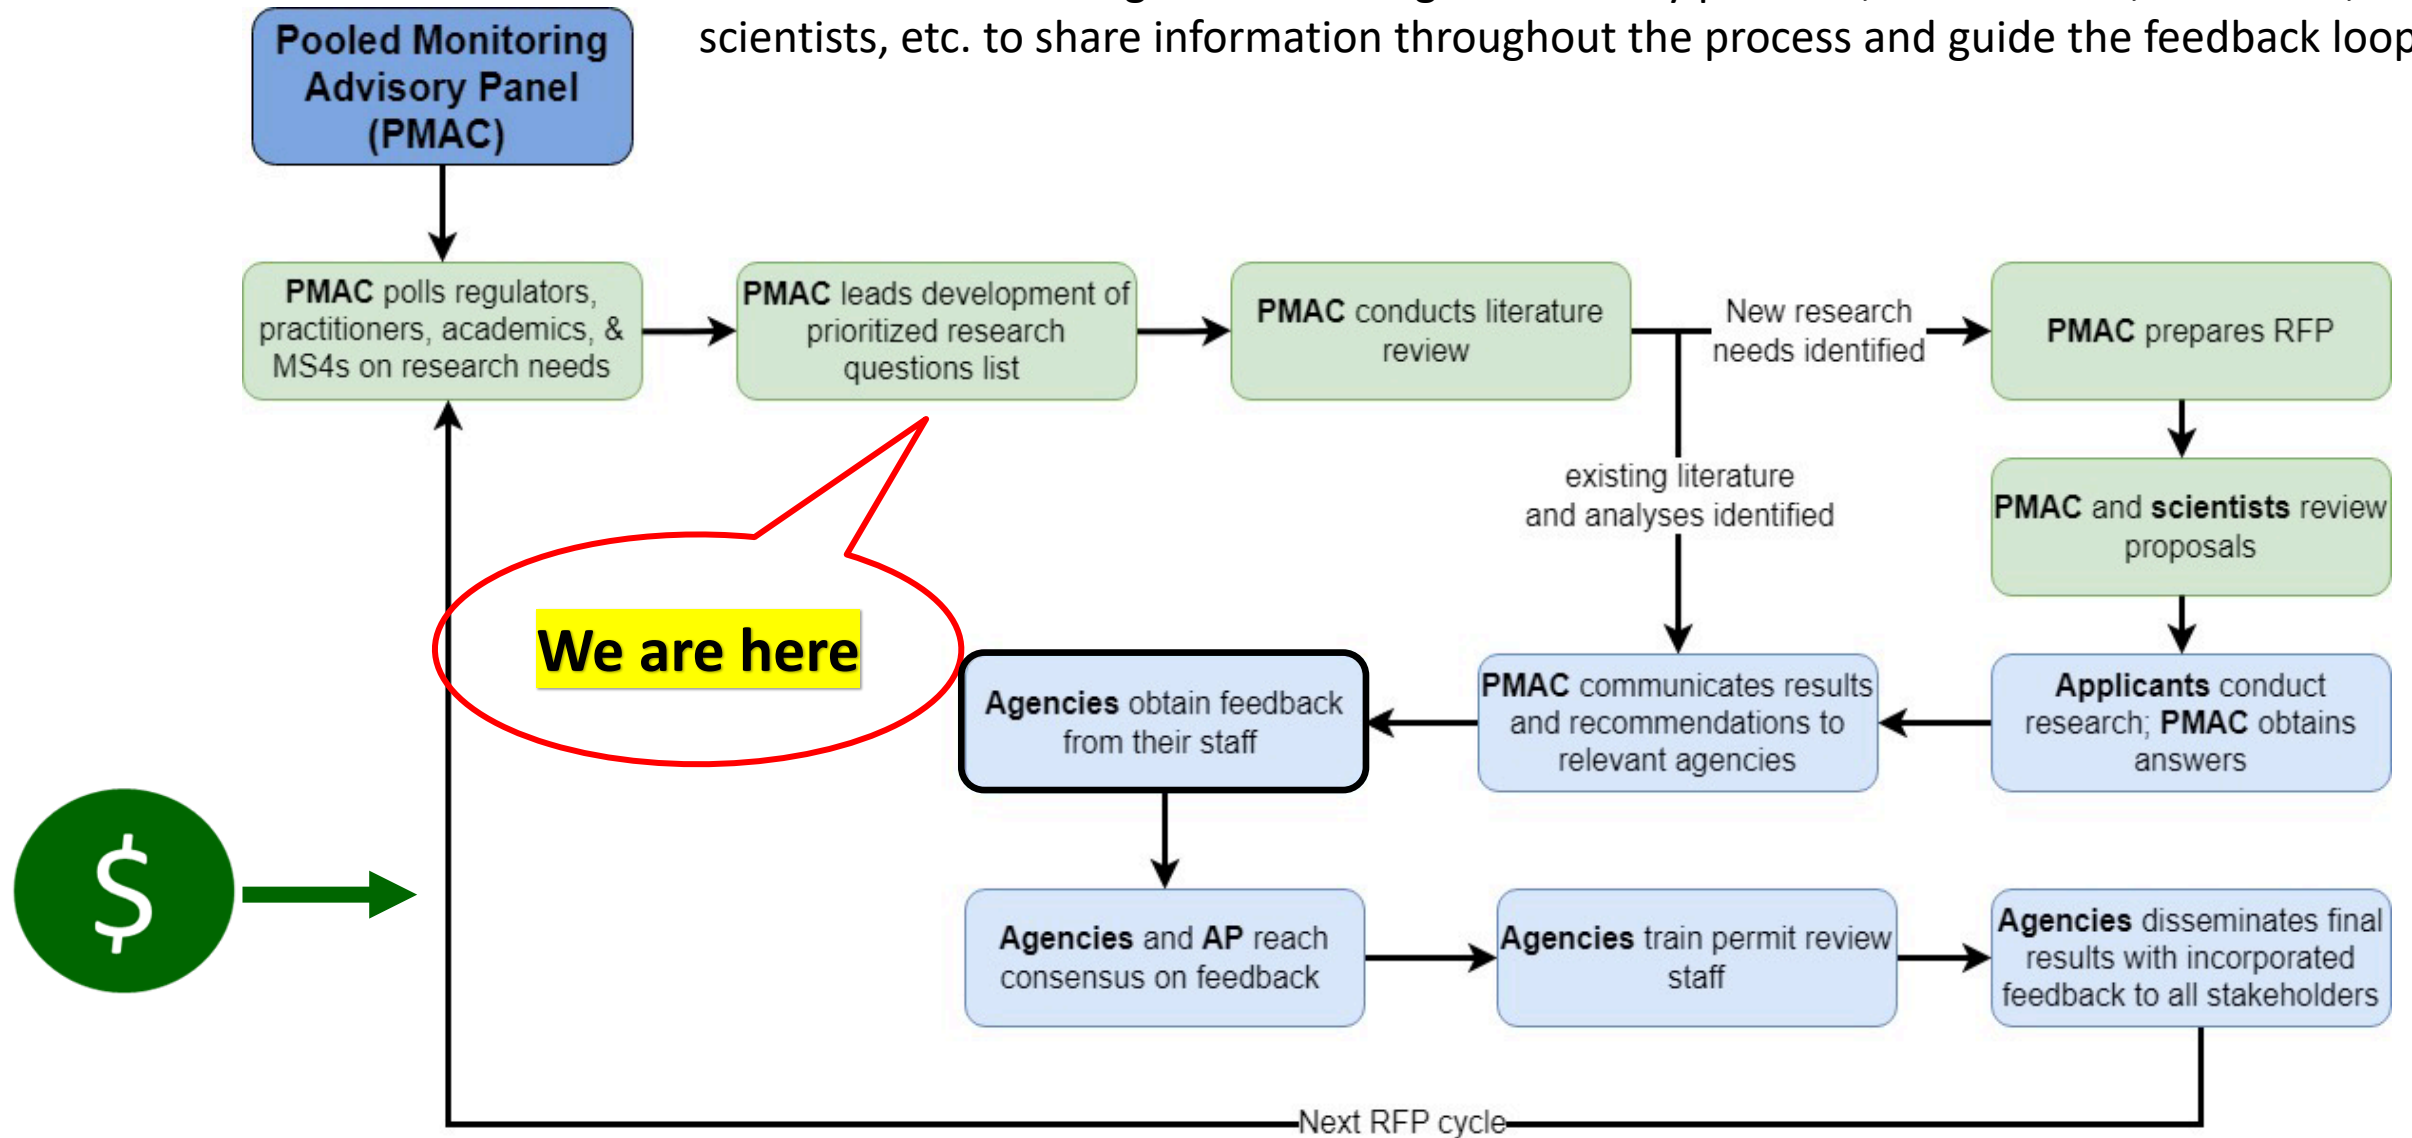 scientists, etc. to share information throughout the process and guide the feedback loop
Pooled Monitoring
Advisory Panel
(PMAC)
PMAC polls regulators,
practitioners, academics, &
MS4s on research needs
PMAC leads development of
prioritized research
questions list
PMAC conducts literature
review
New research
needs identified
PMAC prepares RFP
existing literature
and analyses identified
PMAC and scientists review
proposals
We are here
Agencies obtain feedback
from their staff
PMAC communicates results
and recommendations to
relevant agencies
Applicants conduct
research; PMAC obtains
answers
$
Agencies and AP reach
consensus on feedback
Agencies train permit review
staff
Agencies disseminates final
results with incorporated
feedback to all stakeholders
Next RFP cycle